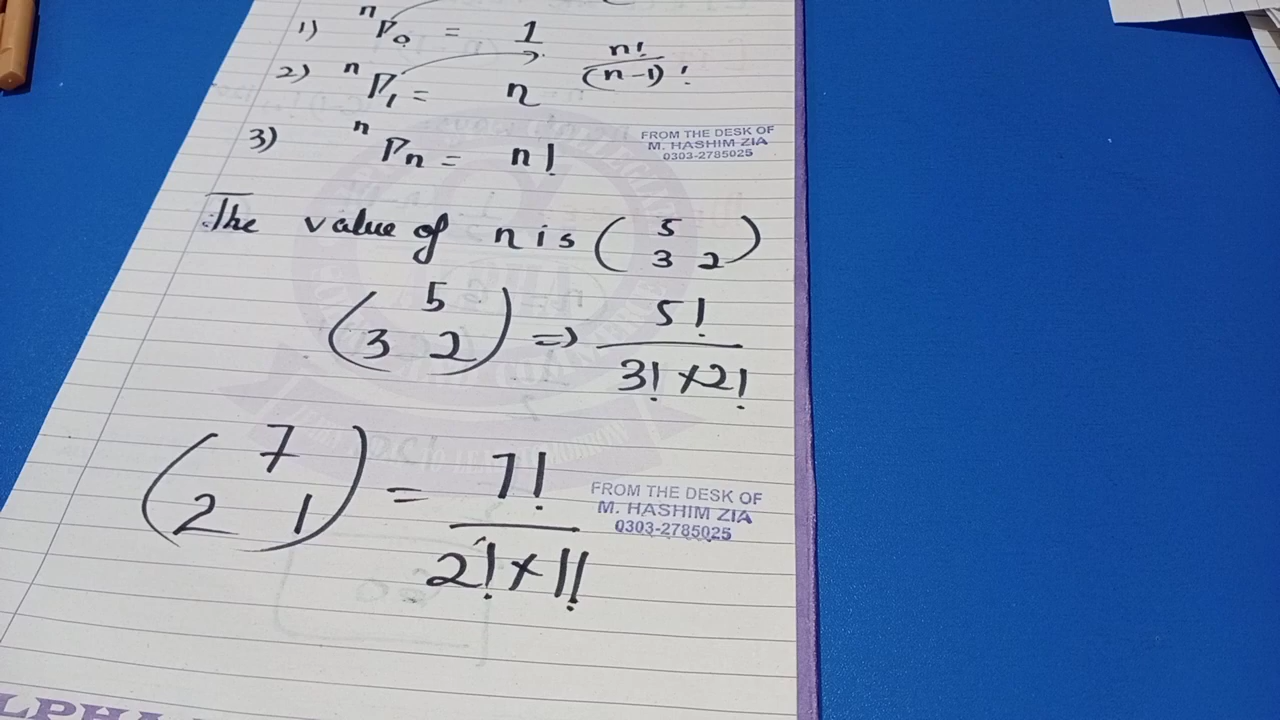 1) ⁿP₀ = 1
2) ⁿP₁ = n n!/(n-1)!
3) ⁿPₙ = n!
FROM THE DESK OF
M. HASHIM ZIA
0303-2785025
The value of n is ( 5
3 2 )
( 5
3 2 ) => 5!
3! × 2!
( 7
2 1 ) = 7!
2! × 1!
FROM THE DESK OF
M. HASHIM ZIA
0303-2785025